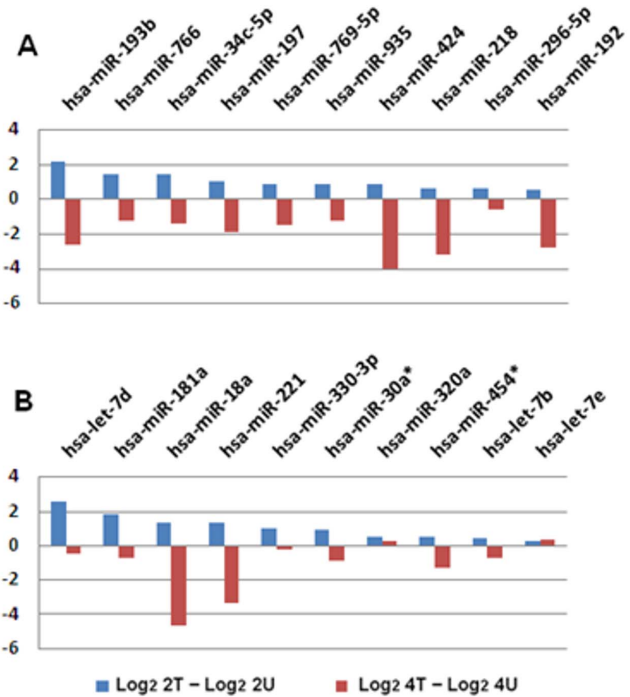 A
hsa-miR-193b
hsa-miR-766
hsa-miR-34c-5p
hsa-miR-197
hsa-miR-769-5p
hsa-miR-935
hsa-miR-424
hsa-miR-218
hsa-miR-296-5p
hsa-miR-192
4
2
0
-2
-4
-6
B
hsa-let-7d
hsa-miR-181a
hsa-miR-18a
hsa-miR-221
hsa-miR-330-3p
hsa-miR-30a*
hsa-miR-320a
hsa-miR-454*
hsa-let-7b
hsa-let-7e
4
2
0
-2
-4
-6
Log2 2T – Log2 2U
Log2 4T – Log2 4U